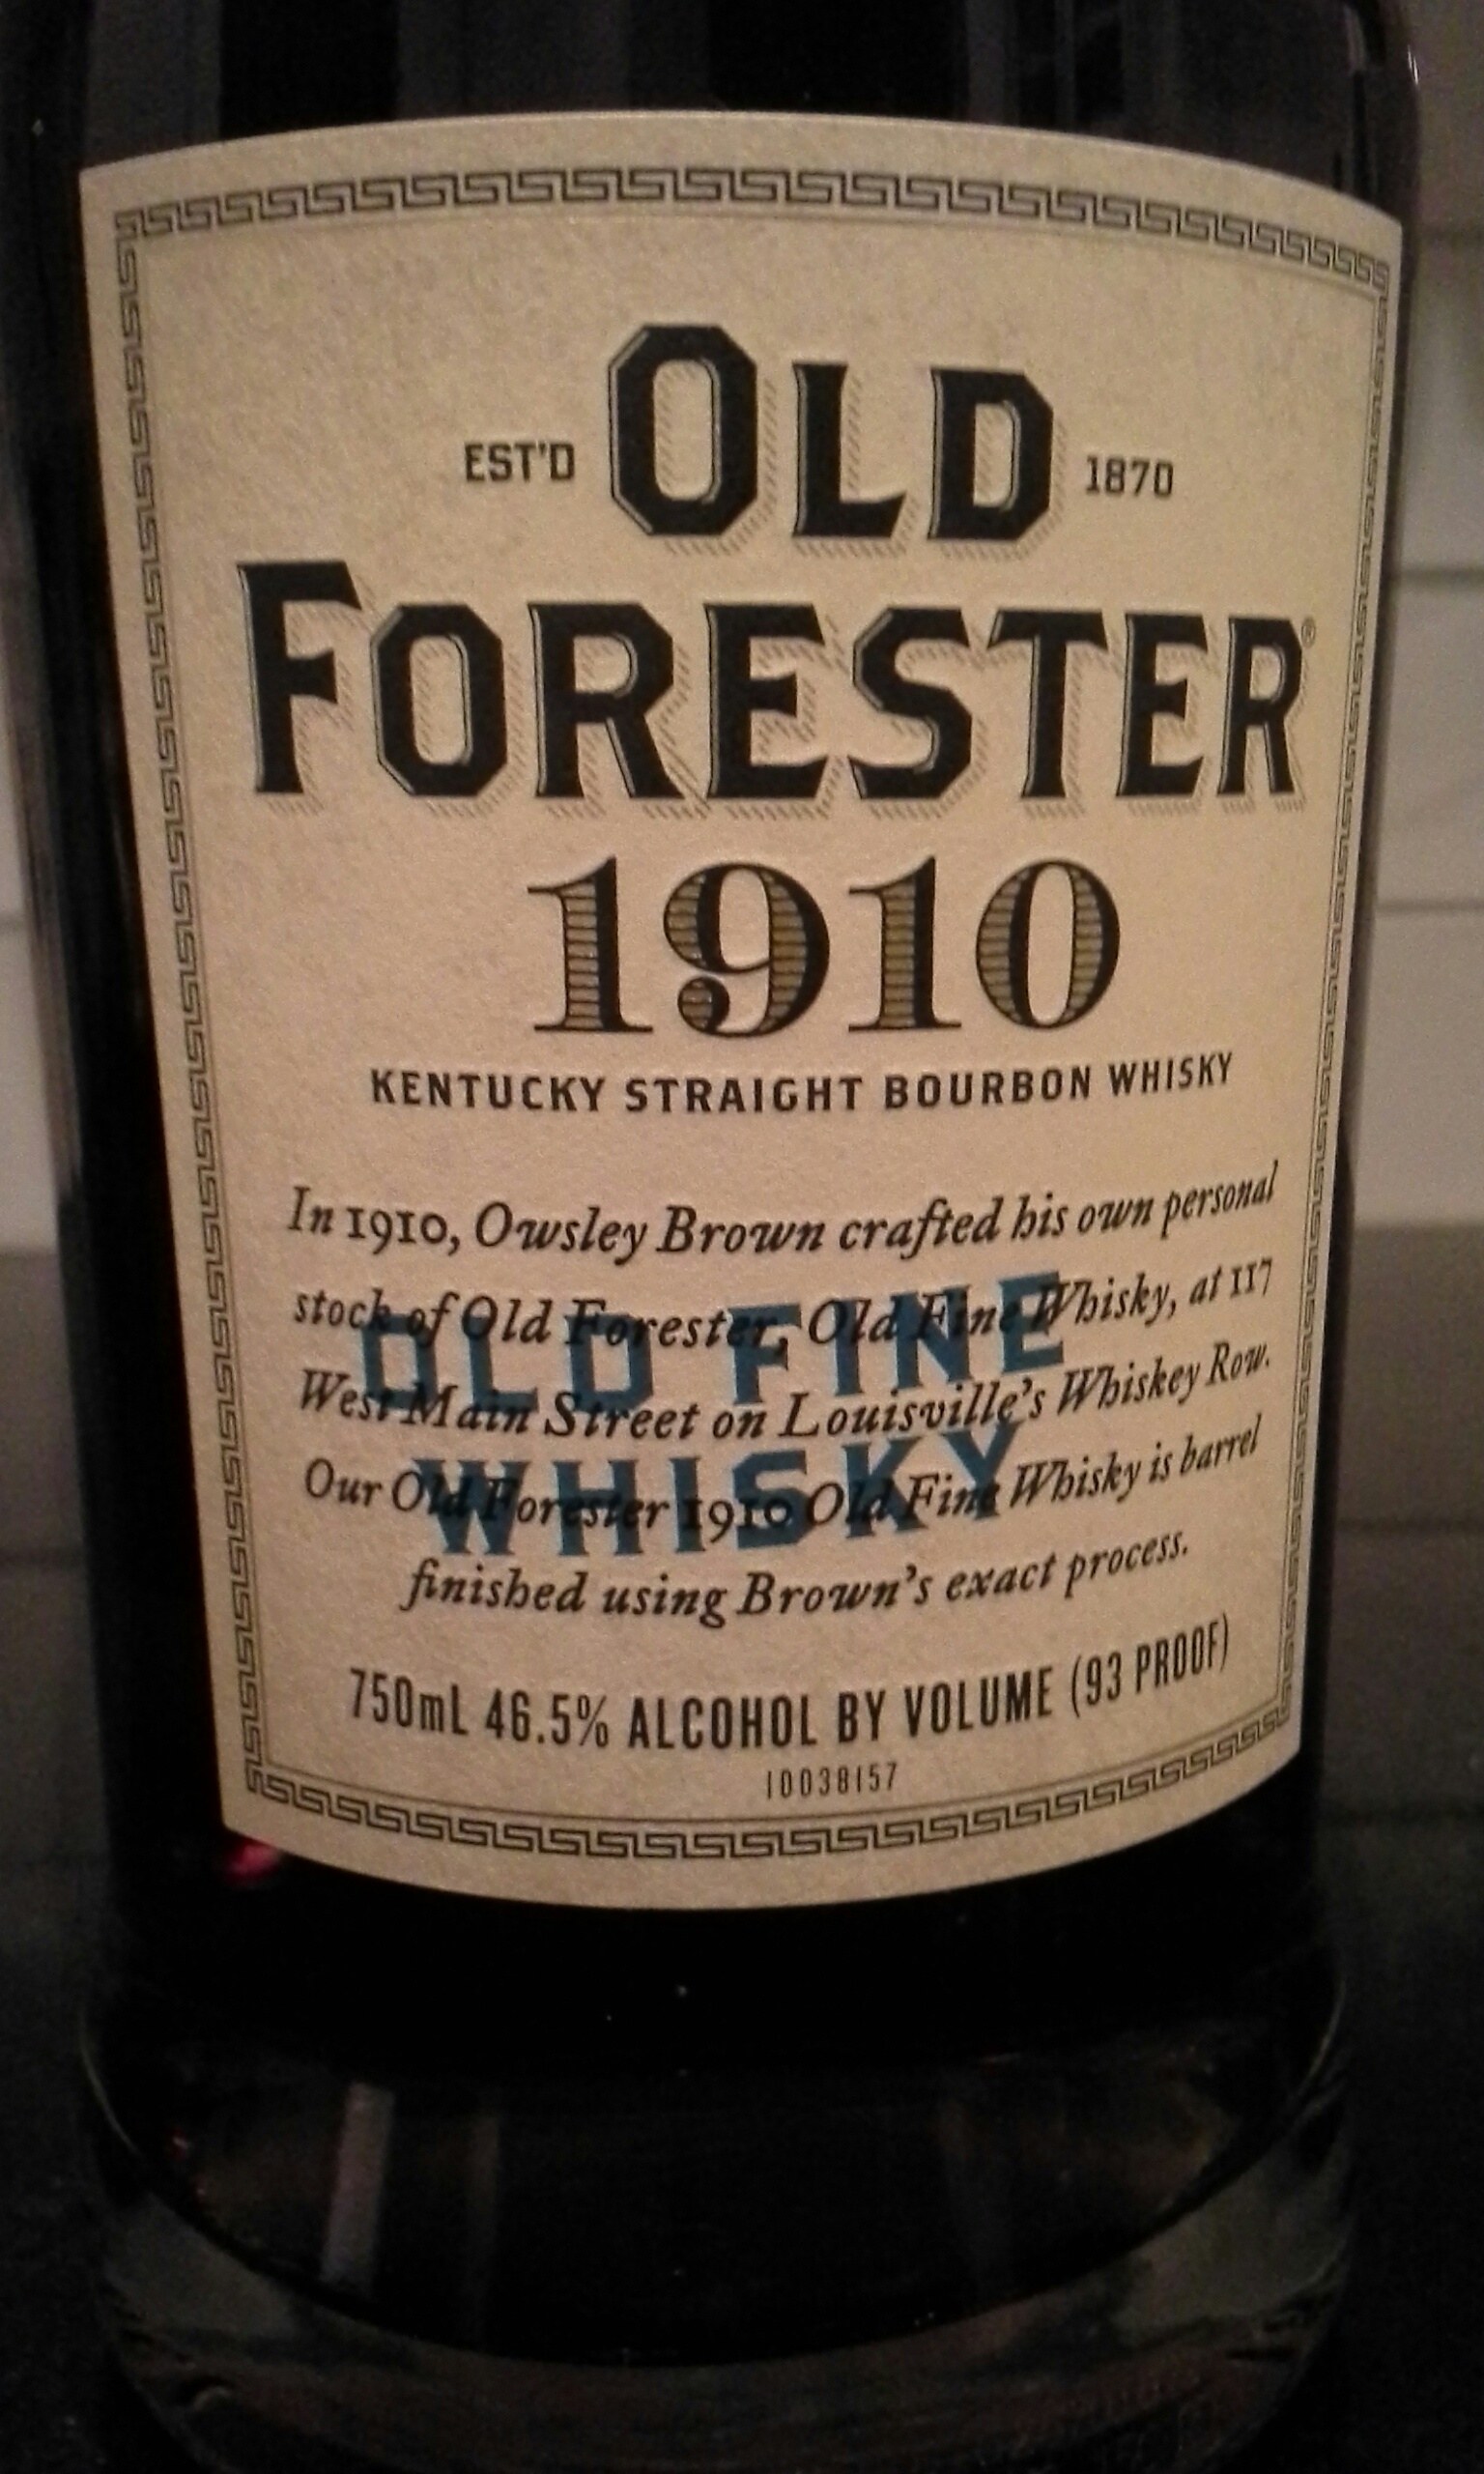 EST'D OLD 1870
FORESTER®
1910
KENTUCKY STRAIGHT BOURBON WHISKY
In 1910, Owsley Brown crafted his own personal
stock of Old Forester, Old Fine Whisky, at 117
West Main Street on Louisville's Whiskey Row.
Our Old Forester 1910 Old Fine Whisky is barrel
finished using Brown's exact process.
OLD FINE
WHISKY
750mL 46.5% ALCOHOL BY VOLUME (93 PROOF)
10038157